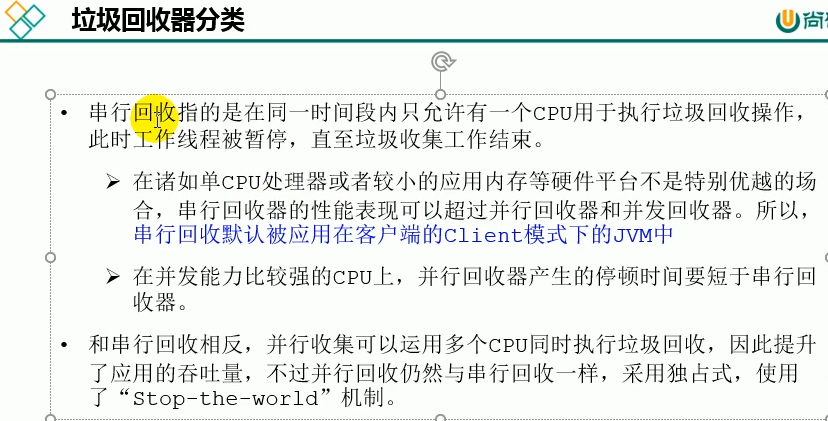 垃圾回收器分类
尚
• 串行回收指的是在同一时间段内只允许有一个CPU用于执行垃圾回收操作，
此时工作线程被暂停，直至垃圾收集工作结束。
➢ 在诸如单CPU处理器或者较小的应用内存等硬件平台不是特别优越的场
合，串行回收器的性能表现可以超过并行回收器和并发回收器。所以，
串行回收默认被应用在客户端的Client模式下的JVM中
➢ 在并发能力比较强的CPU上，并行回收器产生的停顿时间要短于串行回
收器。
• 和串行回收相反，并行收集可以运用多个CPU同时执行垃圾回收，因此提升
了应用的吞吐量，不过并行回收仍然与串行回收一样，采用独占式，使用
了“Stop-the-world”机制。